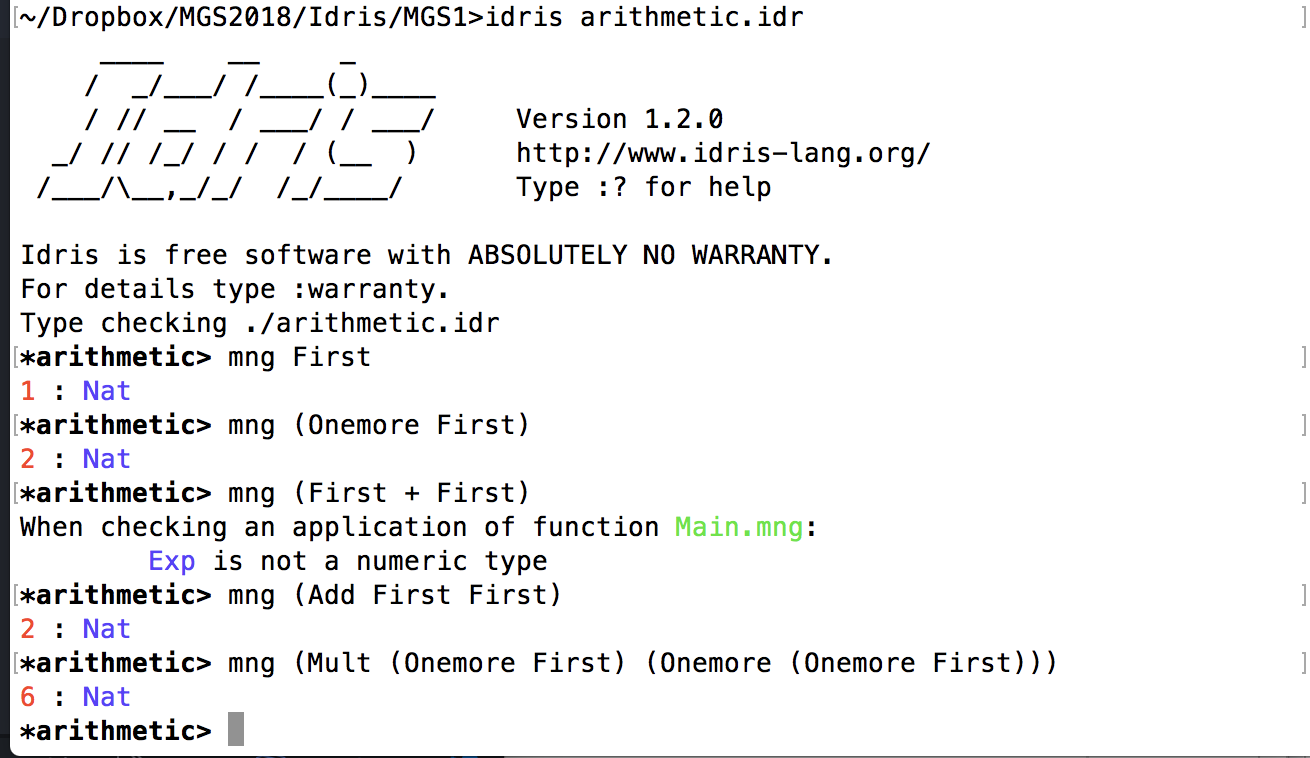 ~/Dropbox/MGS2018/Idris/MGS1>idris arithmetic.idr
     ____    __     _
    /  _/___/ /____(_)____
    / // __  / ___/ / ___/     Version 1.2.0
  _/ // /_/ / /  / (__  )      http://www.idris-lang.org/
 /___/\__,_/_/  /_/____/       Type :? for help
Idris is free software with ABSOLUTELY NO WARRANTY.
For details type :warranty.
Type checking ./arithmetic.idr
*arithmetic> mng First
1 : Nat
*arithmetic> mng (Onemore First)
2 : Nat
*arithmetic> mng (First + First)
When checking an application of function Main.mng:
        Exp is not a numeric type
*arithmetic> mng (Add First First)
2 : Nat
*arithmetic> mng (Mult (Onemore First) (Onemore (Onemore First)))
6 : Nat
*arithmetic>